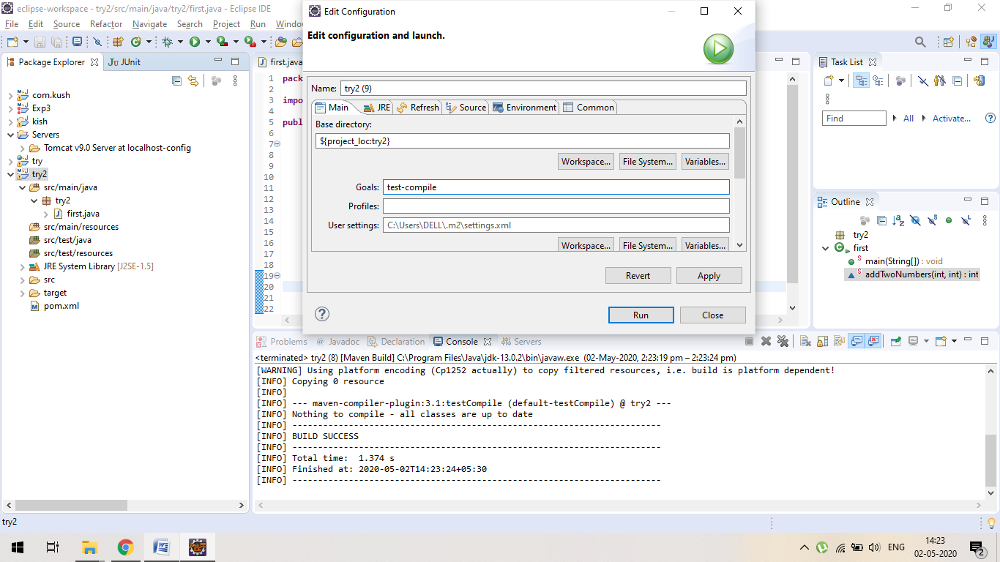 eclipse-workspace - try2/src/main/java/try2/first.java - Eclipse IDE
File Edit Source Refactor Navigate Search Project Run Windo
Edit Configuration
Edit configuration and launch.
Name: try2 (9)
Main JRE Refresh Source Environment Common
Base directory:
${project_loc:try2}
Workspace... File System... Variables...
Goals: test-compile
Profiles:
User settings: C:\Users\DELL\.m2\settings.xml
Workspace... File System... Variables...
Revert Apply
Run Close
Package Explorer JUnit
com.kush
Exp3
kish
Servers
Tomcat v9.0 Server at localhost-config
try
try2
src/main/java
try2
first.java
src/main/resources
src/test/java
src/test/resources
JRE System Library [J2SE-1.5]
src
target
pom.xml
first.java
1 pack
2
3 impo
4
5 publ
6
7
8
9
10
11
12
13
14
15
16
17
18
19
20
21
22
Task List
Find All Activate...
Outline
try2
first
main(String[]) : void
addTwoNumbers(int, int) : int
Problems Javadoc Declaration Console Servers
<terminated> try2 (8) [Maven Build] C:\Program Files\Java\jdk-13.0.2\bin\javaw.exe (02-May-2020, 2:23:19 pm – 2:23:24 pm)
[WARNING] Using platform encoding (Cp1252 actually) to copy filtered resources, i.e. build is platform dependent!
[INFO] Copying 0 resource
[INFO]
[INFO] --- maven-compiler-plugin:3.1:testCompile (default-testCompile) @ try2 ---
[INFO] Nothing to compile - all classes are up to date
[INFO] ------------------------------------------------------------------------
[INFO] BUILD SUCCESS
[INFO] ------------------------------------------------------------------------
[INFO] Total time:  1.374 s
[INFO] Finished at: 2020-05-02T14:23:24+05:30
[INFO] ------------------------------------------------------------------------
try2
ENG
14:23
02-05-2020
2